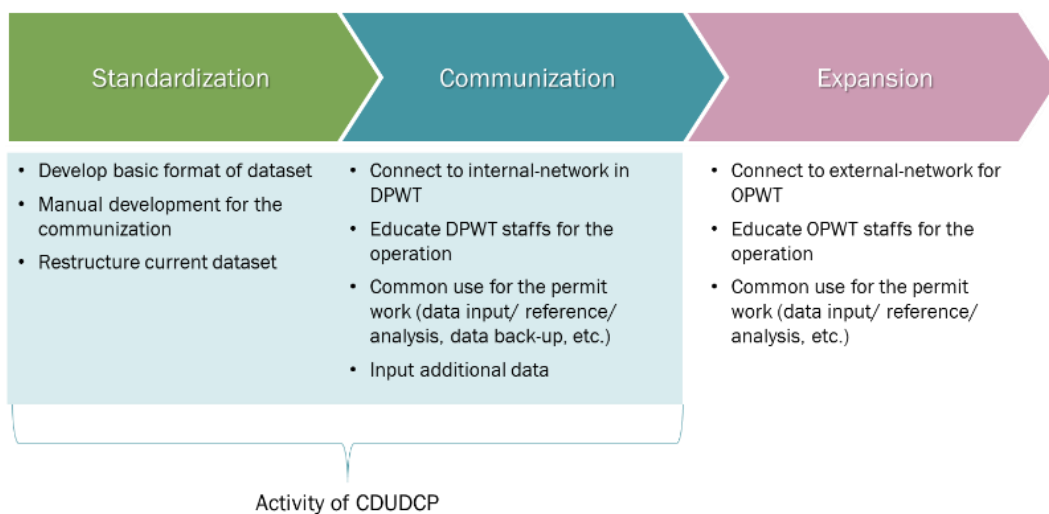 Standardization
Communization
Expansion
• Develop basic format of dataset
• Manual development for the
communization
• Restructure current dataset
• Connect to internal-network in
DPWT
• Educate DPWT staffs for the
operation
• Common use for the permit
work (data input/ reference/
analysis, data back-up, etc.)
• Input additional data
• Connect to external-network for
OPWT
• Educate OPWT staffs for the
operation
• Common use for the permit
work (data input/ reference/
analysis, etc.)
Activity of CDUDCP